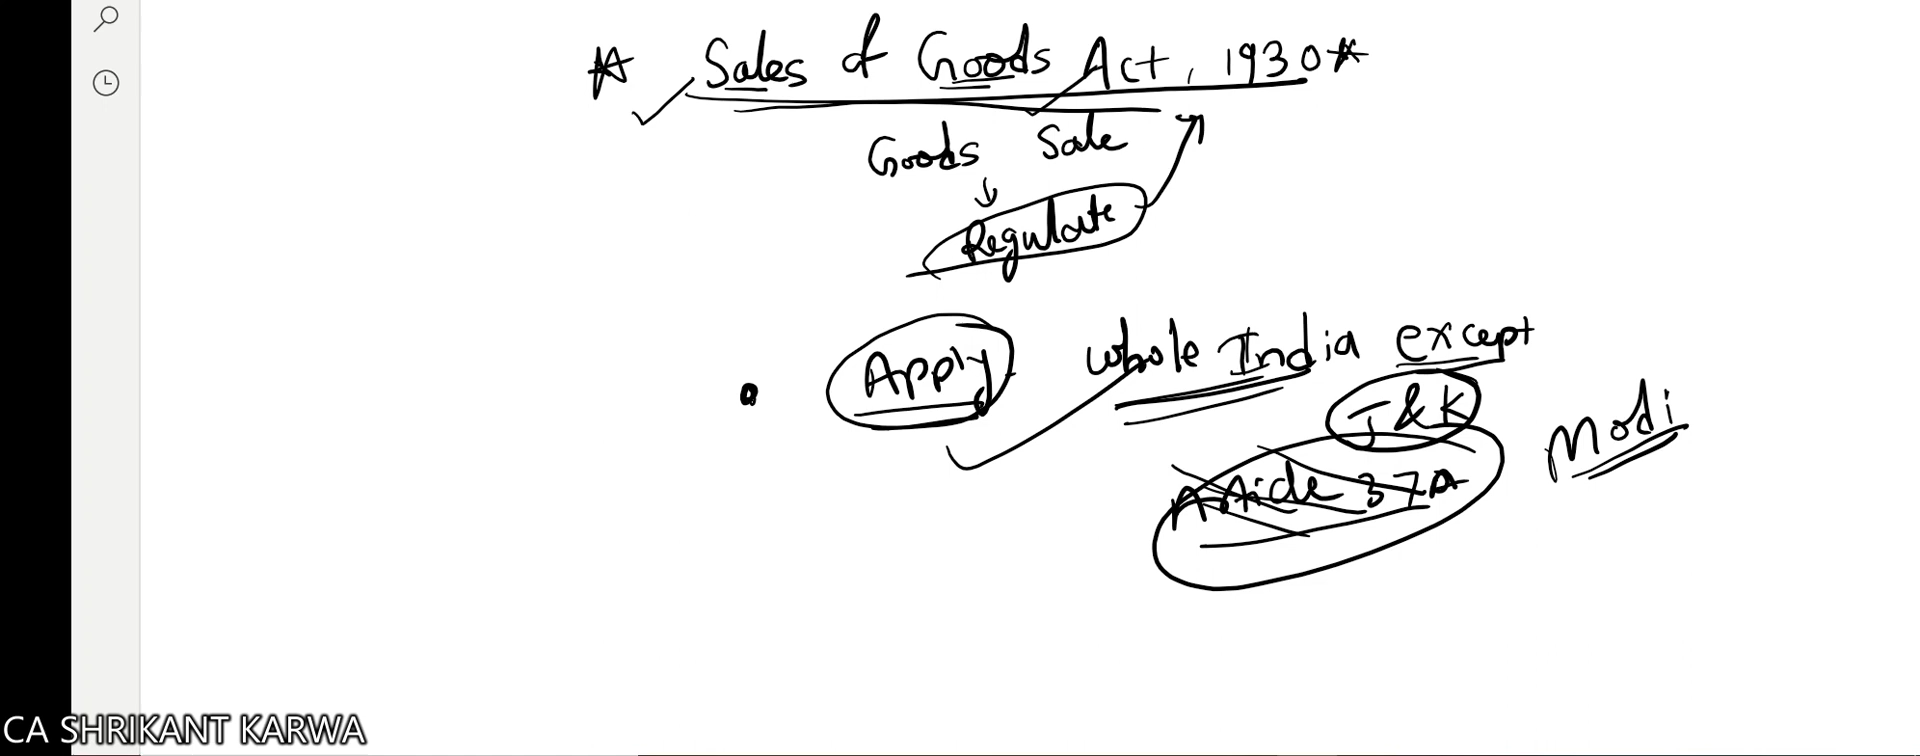 Sales of Goods Act, 1930
Goods Sale
Regulate
Apply whole India except
J&K
Modi
Article 370
CA SHRIKANT KARWA